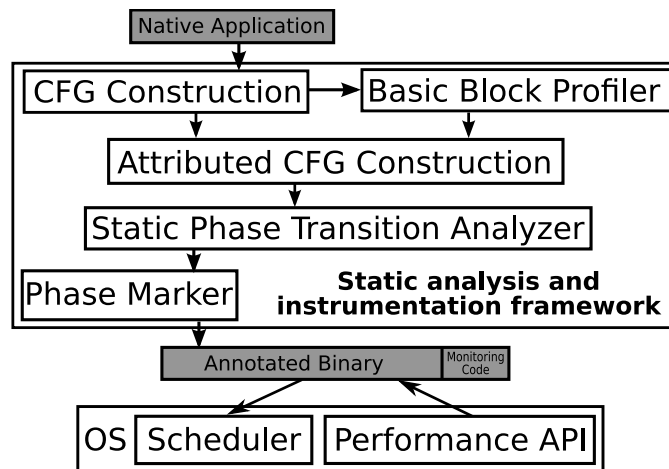 Native Application
CFG Construction
Basic Block Profiler
Attributed CFG Construction
Static Phase Transition Analyzer
Phase Marker
Static analysis and
instrumentation framework
Annotated Binary
Monitoring
Code
OS
Scheduler
Performance API